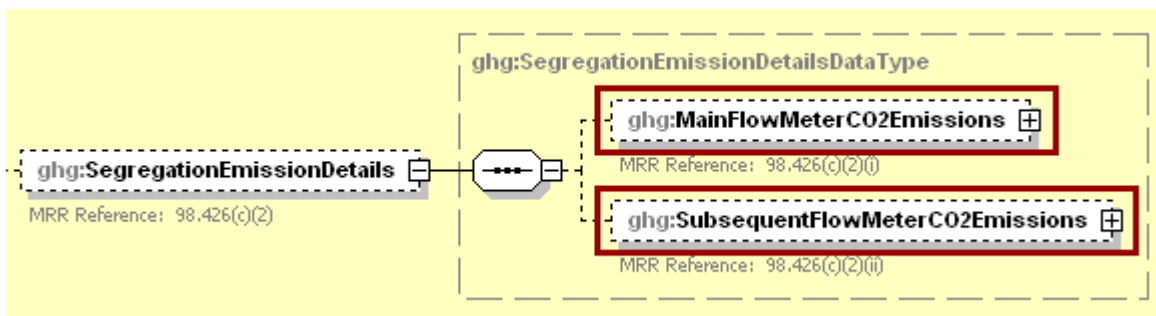 ghg:SegregationEmissionDetailsDataType
ghg:MainFlowMeterCO2Emissions
MRR Reference: 98.426(c)(2)(i)
ghg:SegregationEmissionDetails
MRR Reference: 98.426(c)(2)
ghg:SubsequentFlowMeterCO2Emissions
MRR Reference: 98.426(c)(2)(ii)